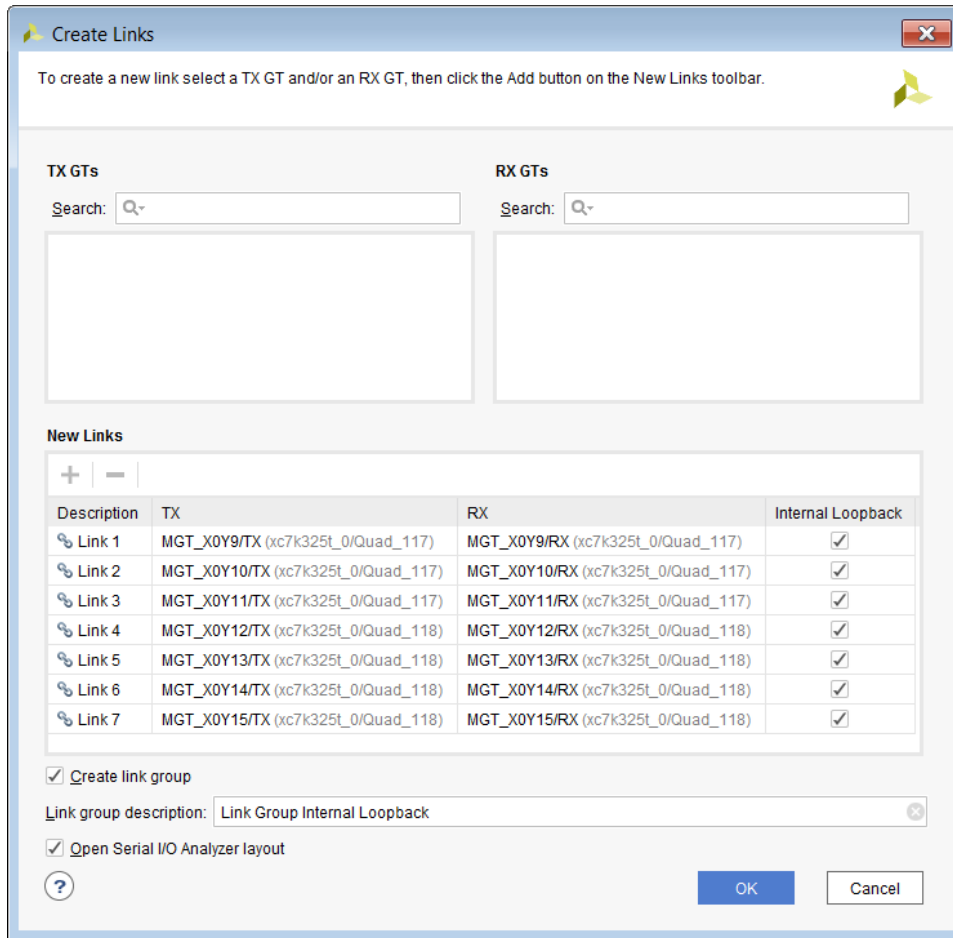 Create Links
To create a new link select a TX GT and/or an RX GT, then click the Add button on the New Links toolbar.
TX GTs
RX GTs
Search:
Search:
New Links
Description TX RX Internal Loopback
Link 1 MGT_X0Y9/TX (xc7k325t_0/Quad_117) MGT_X0Y9/RX (xc7k325t_0/Quad_117)
Link 2 MGT_X0Y10/TX (xc7k325t_0/Quad_117) MGT_X0Y10/RX (xc7k325t_0/Quad_117)
Link 3 MGT_X0Y11/TX (xc7k325t_0/Quad_117) MGT_X0Y11/RX (xc7k325t_0/Quad_117)
Link 4 MGT_X0Y12/TX (xc7k325t_0/Quad_118) MGT_X0Y12/RX (xc7k325t_0/Quad_118)
Link 5 MGT_X0Y13/TX (xc7k325t_0/Quad_118) MGT_X0Y13/RX (xc7k325t_0/Quad_118)
Link 6 MGT_X0Y14/TX (xc7k325t_0/Quad_118) MGT_X0Y14/RX (xc7k325t_0/Quad_118)
Link 7 MGT_X0Y15/TX (xc7k325t_0/Quad_118) MGT_X0Y15/RX (xc7k325t_0/Quad_118)
Create link group
Link group description: Link Group Internal Loopback
Open Serial I/O Analyzer layout
? OK Cancel